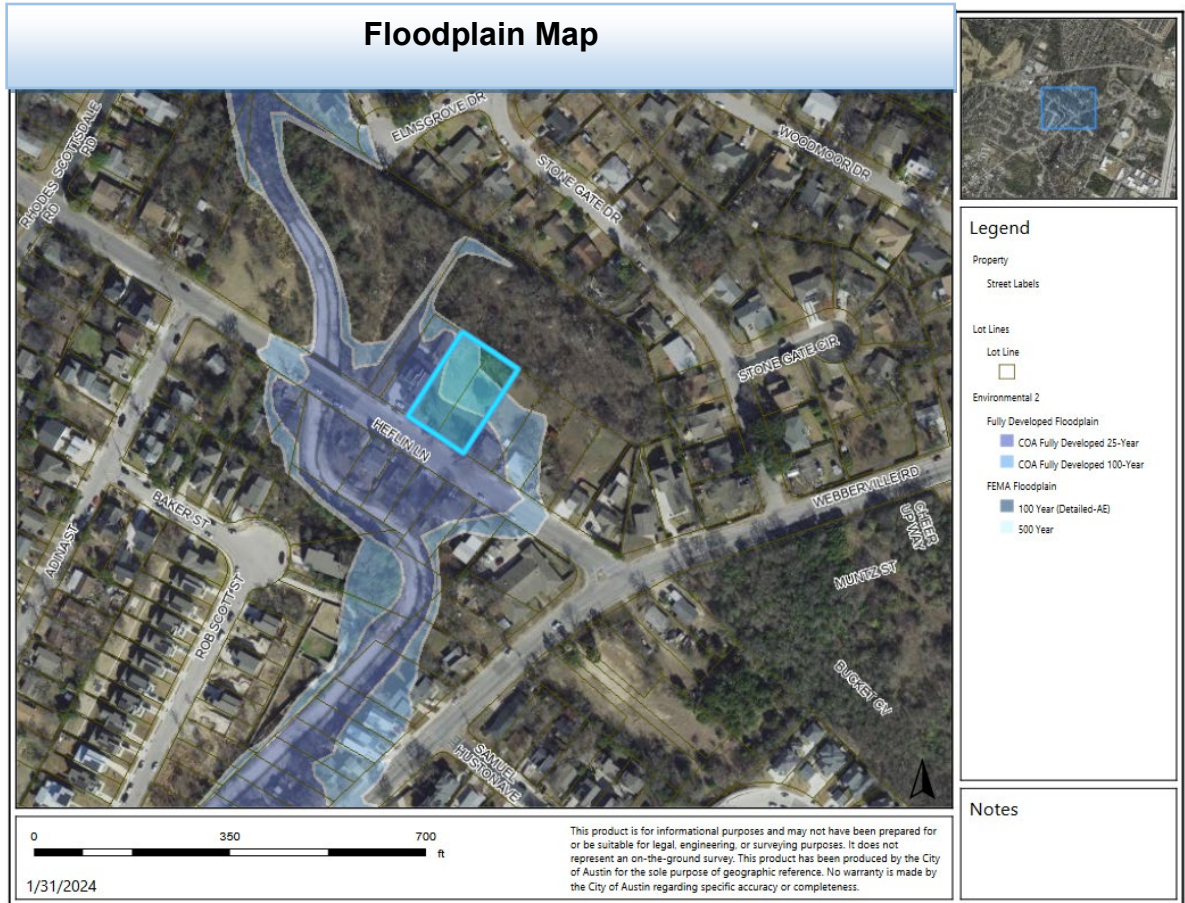 Floodplain Map
ELMSGROVE DR
WOODMOOR DR
RHODES RD
SCOTTSDALE RD
STONE GATE DR
STONE GATE CIR
HEFLIN LN
WEBBERVILLE RD
CHEER UP WAY
BAKER ST
ADINA ST
MUNTZ ST
ROB SCOTT ST
BUCKET CV
SAMUEL HUSTON AVE
Legend
Property
Street Labels
Lot Lines
Lot Line
Environmental 2
Fully Developed Floodplain
COA Fully Developed 25-Year
COA Fully Developed 100-Year
FEMA Floodplain
100 Year (Detailed-AE)
500 Year
Notes
0 350 700
ft
1/31/2024
This product is for informational purposes and may not have been prepared for
or be suitable for legal, engineering, or surveying purposes. It does not
represent an on-the-ground survey. This product has been produced by the City
of Austin for the sole purpose of geographic reference. No warranty is made by
the City of Austin regarding specific accuracy or completeness.